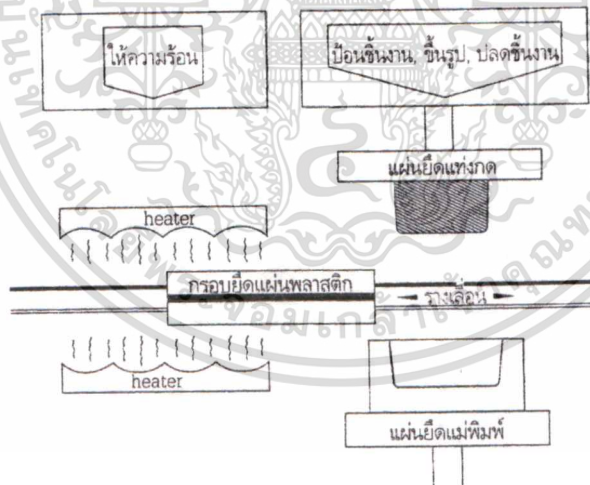 ให้ความร้อน
ป้อนชิ้นงาน, ขึ้นรูป, ปลดชิ้นงาน
แผ่นยึดแท่งกด
heater
กรอบยึดแผ่นพลาสติก
รางเลื่อน
heater
แผ่นยึดแม่พิมพ์